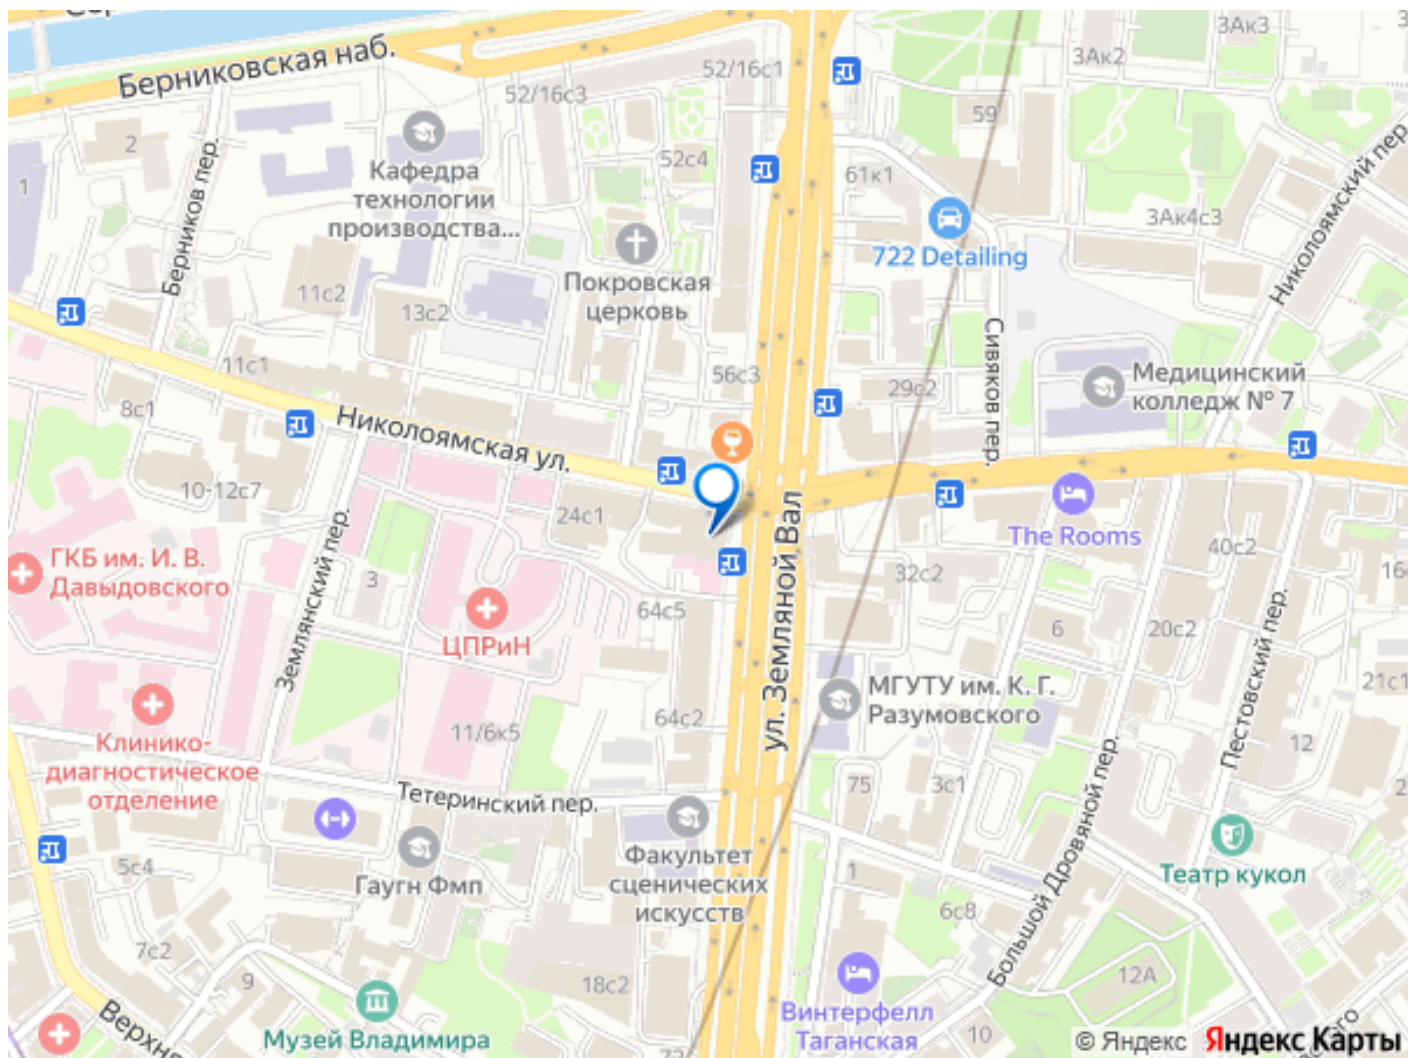 Берниковская наб.
52/16с1
52/16с3
3Ак3
3Ак2
59
2
1
Берников пер.
Кафедра
технологии
производства...
52с4
61к1
3Ак4с3
Николоямский пер.
722 Detailing
Покровская
церковь
11с2
13с2
Сивяков пер.
11с1
56с3
29с2
Медицинский
колледж № 7
8с1
Николоямская ул.
10-12с7
24с1
The Rooms
40с2
ГКБ им. И. В.
Давыдовского
Землянский пер.
3
32с2
16
64с5
ЦПРиН
6
20с2
Пестовский пер.
ул. Земляной Вал
МГУТУ им. К. Г.
Разумовского
21с1
64с2
11/6к5
Клинико-
диагностическое
отделение
12
75
3с1
2
Тетеринский пер.
Большой Дровяной пер.
Факультет
сценических
искусств
5с4
Гаугн Фмп
1
Театр кукол
6с8
7с2
9
18с2
12А
Верхня
Музей Владимира
Винтерфелл
Таганская
10
72
© Яндекс Яндекс Карты